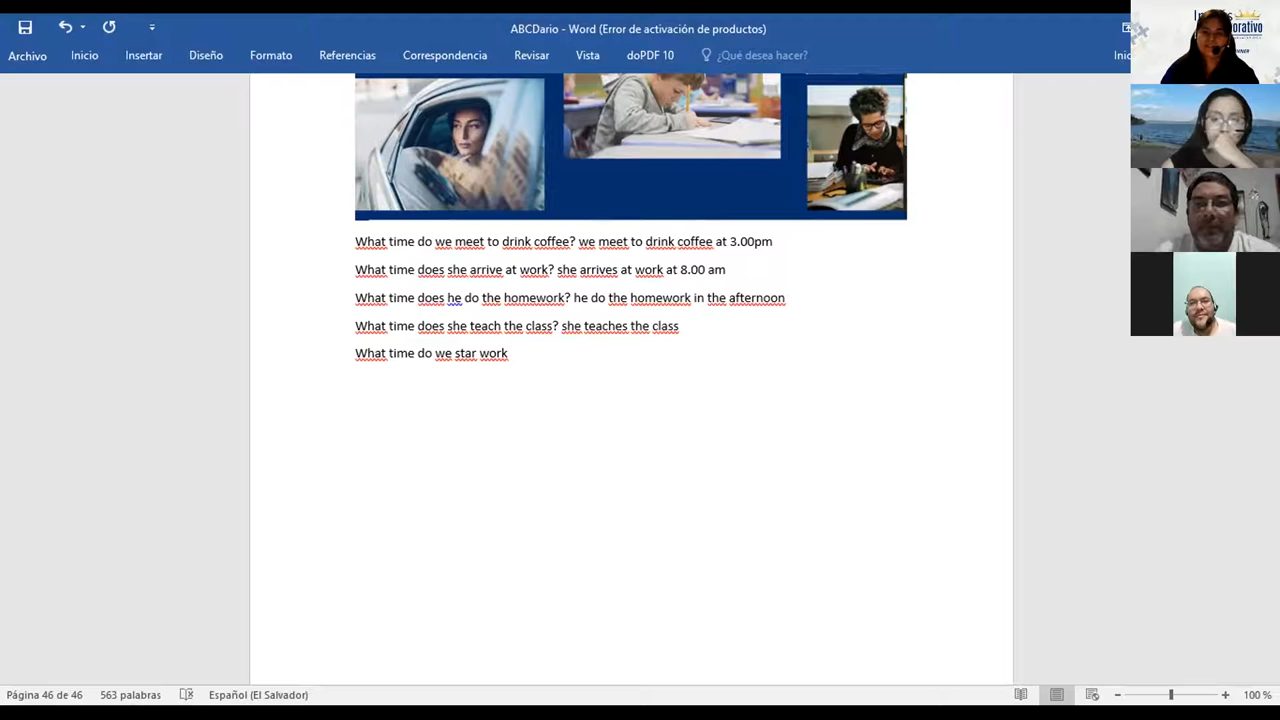 ABCDario - Word (Error de activación de productos)
Archivo Inicio Insertar Diseño Formato Referencias Correspondencia Revisar Vista doPDF 10 ¿Qué desea hacer?
What time do we meet to drink coffee? we meet to drink coffee at 3.00pm
What time does she arrive at work? she arrives at work at 8.00 am
What time does he do the homework? he do the homework in the afternoon
What time does she teach the class? she teaches the class
What time do we star work
Página 46 de 46 563 palabras Español (El Salvador) 100 %